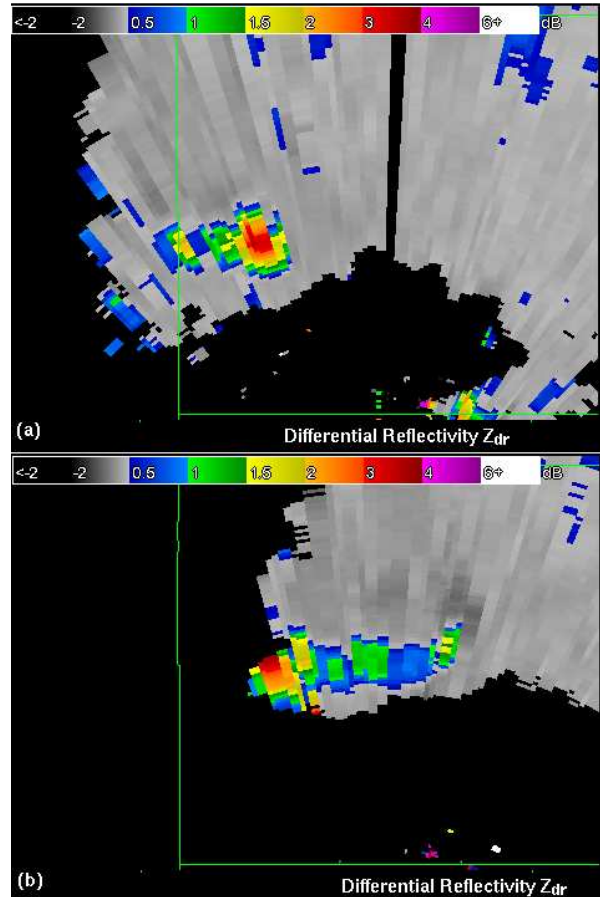 <-2 -2 0.5 1 1.5 2 3 4 6+ dB
(a) Differential Reflectivity Zdr
<-2 -2 0.5 1 1.5 2 3 4 6+ dB
(b) Differential Reflectivity Zdr